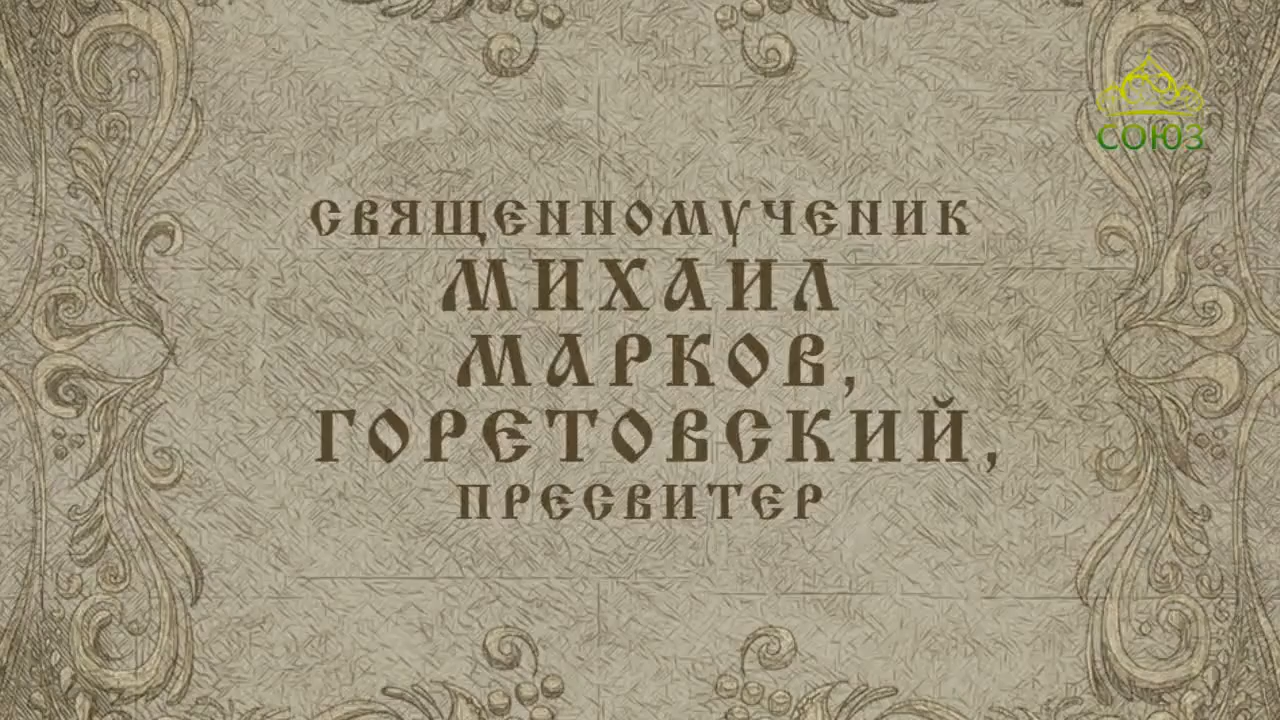 СОЮЗ
СВЯЩЕННОМУЧЕНИК
МИХАИЛ
МАРКОВ,
ГОРЕТОВСКИЙ,
ПРЕСВИТЕР